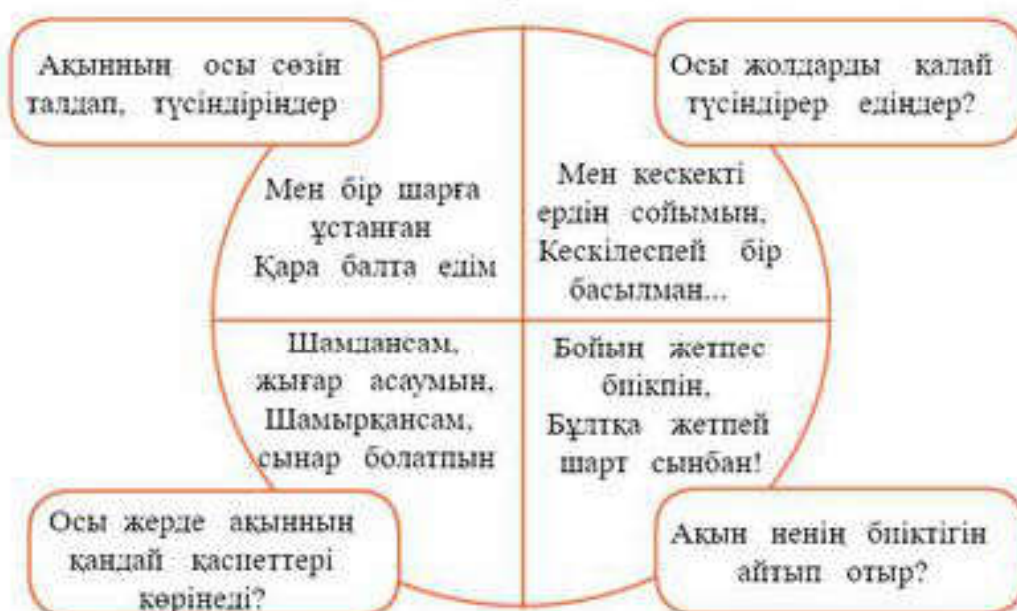 Ақынның осы сөзін
талдап, түсіндіріңдер
Осы жолдарды қалай
түсіндірер едіңдер?
Мен бір шарға
ұстанған
Қара балта едім
Мен кескекті
ердің сойымын,
Кескілеспей бір
басылман...
Шамдансам,
жығар асаумын,
Шамырқансам,
сынар болатпын
Бойың жетпес
биікпін,
Бұлтқа жетпей
шарт сынбан!
Осы жерде ақынның
қандай қасиеттері
көрінеді?
Ақын ненің биіктігін
айтып отыр?